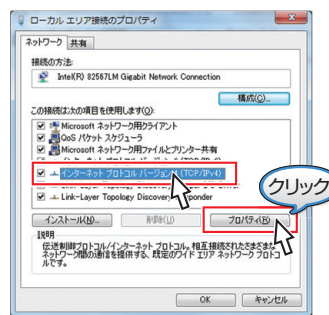 ローカル エリア接続のプロパティ
ネットワーク 共有
接続の方法:
Intel(R) 82567LM Gigabit Network Connection
構成(C)...
この接続は次の項目を使用します(O):
Microsoft ネットワーク用クライアント
QoS パケット スケジューラ
Microsoft ネットワーク用ファイルとプリンター共有
インターネット プロトコル バージョン (TCP/IPv4)
Link-Layer Topology Discovery Responder
クリック
インストール(N)... 削除(U) プロパティ(R)
説明
伝送制御プロトコル/インターネット プロトコル。相互接続されたさまざまな
ネットワーク間の通信を提供する、既定のワイド エリア ネットワーク プロトコ
ルです。
OK キャンセル